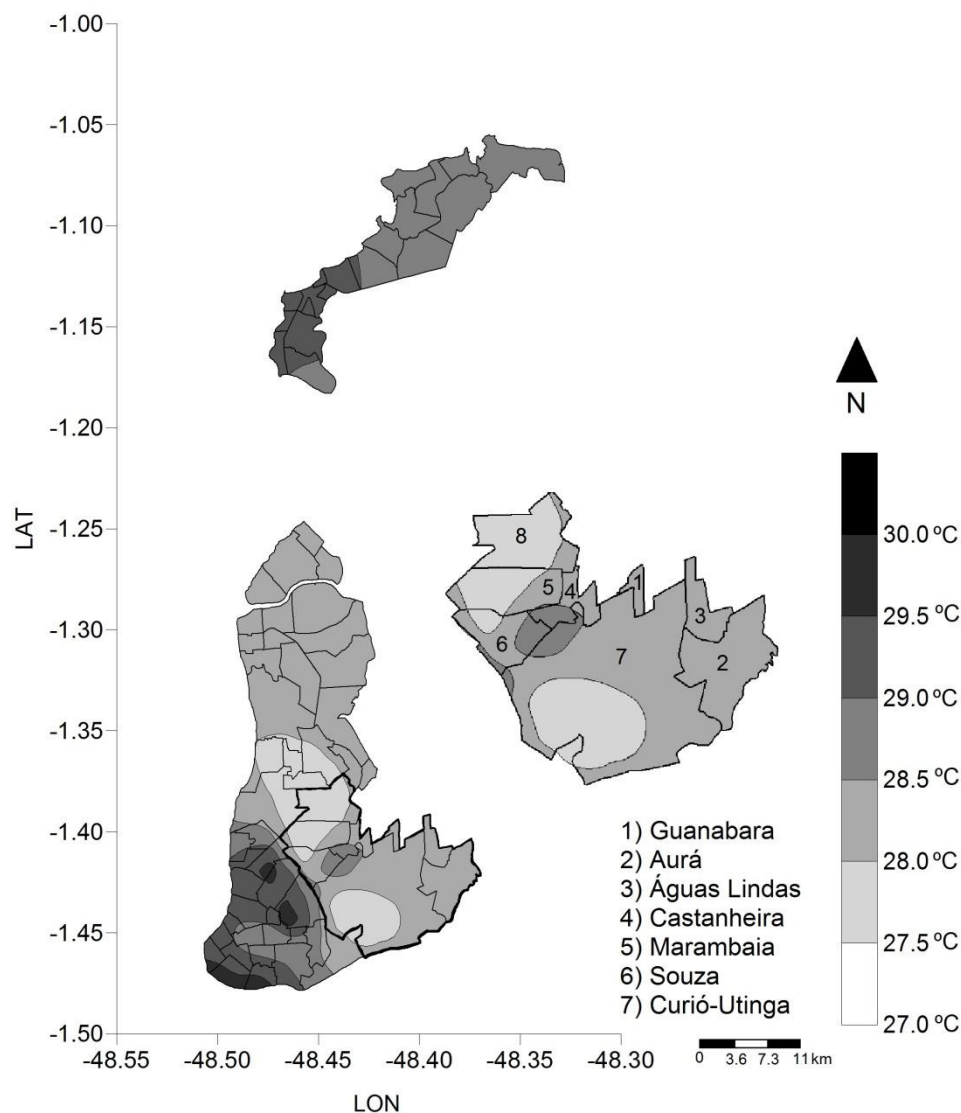 -1.00
-1.05
-1.10
-1.15
-1.20
-1.25
-1.30
-1.35
-1.40
-1.45
-1.50
LAT
-48.55
-48.50
-48.45
-48.40
-48.35
-48.30
LON
N
30.0 ºC
29.5 ºC
29.0 ºC
28.5 ºC
28.0 ºC
27.5 ºC
27.0 ºC
8
5
4
1
3
6
7
2
1) Guanabara
2) Aurá
3) Águas Lindas
4) Castanheira
5) Marambaia
6) Souza
7) Curió-Utinga
0 3.6 7.3 11 km